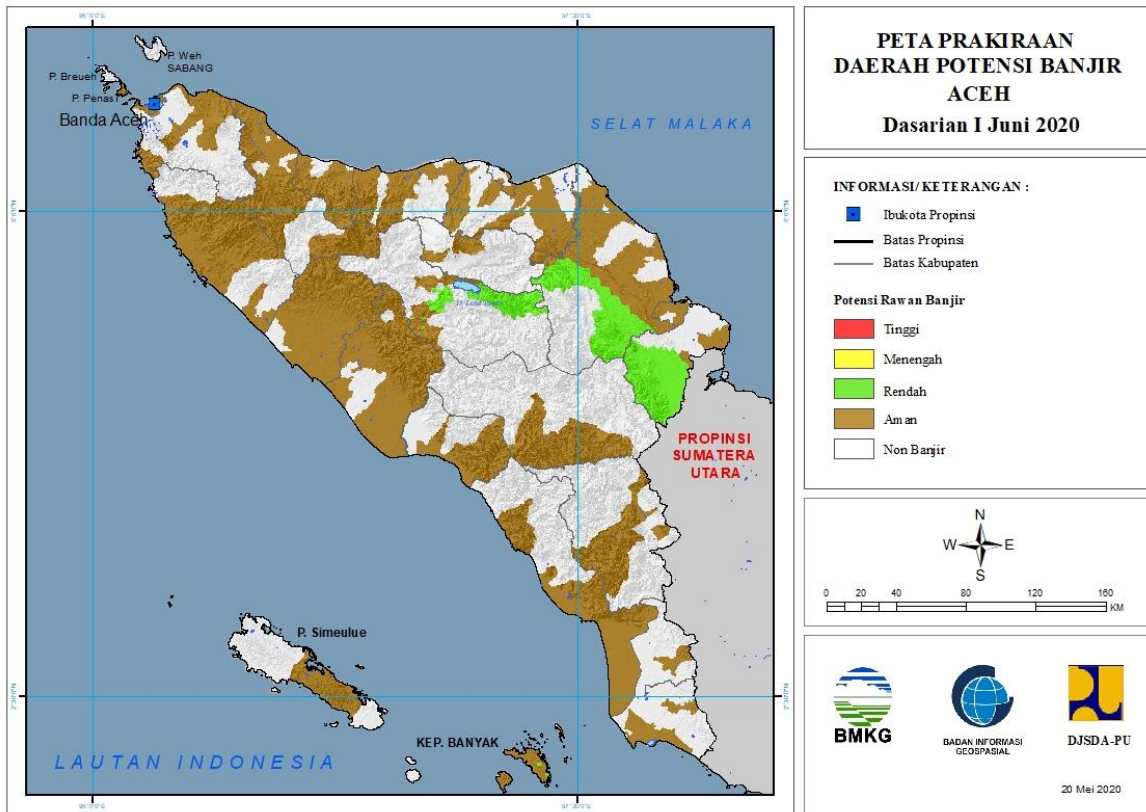 PETA PRAKIRAAN
DAERAH POTENSI BANJIR
ACEH
Dasarian I Juni 2020
P. Weh
SABANG
P. Breueh
P. Penasi
Banda Aceh
SELAT MALAKA
PROPINSI
SUMATERA
UTARA
P. Simeulue
KEP. BANYAK
LAUTAN INDONESIA
INFORMASI/ KETERANGAN :
Ibukota Propinsi
Batas Propinsi
Batas Kabupaten
Potensi Rawan Banjir
Tinggi
Menengah
Rendah
Aman
Non Banjir
N
W E
S
0 20 40 80 120 160
KM
BMKG
BADAN INFORMASI
GEOSPASIAL
DJSDA-PU
20 Mei 2020